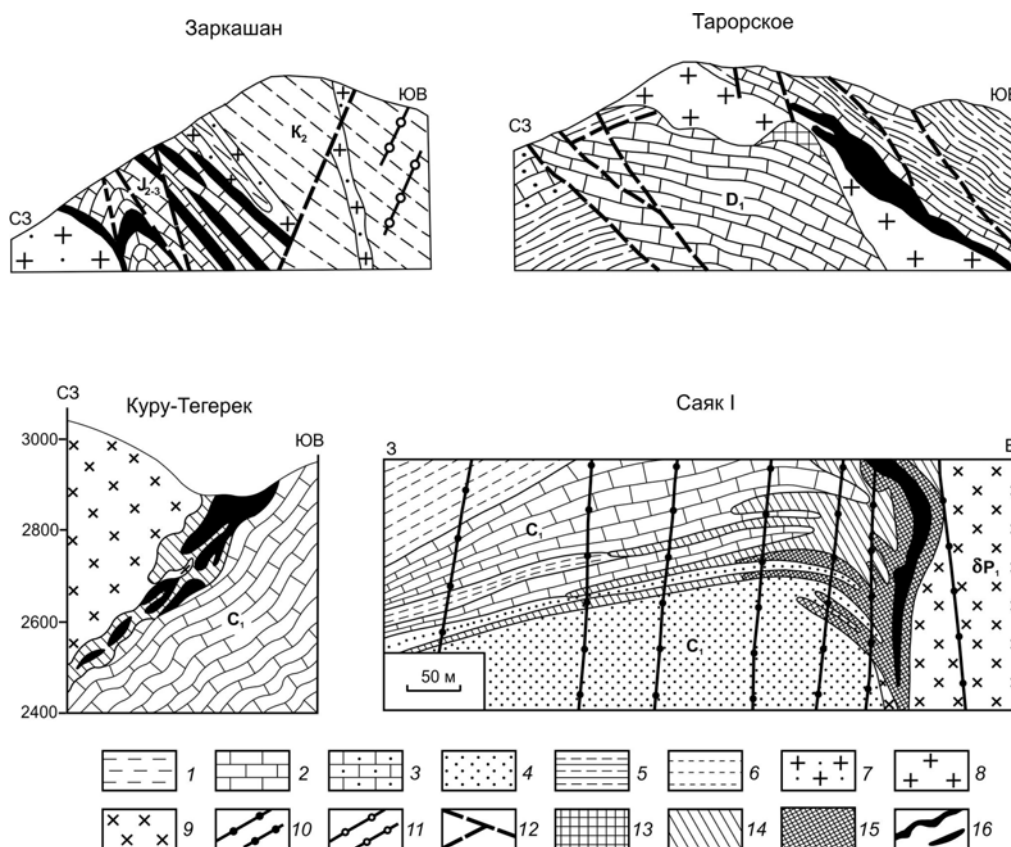 Заркашан
Тарорское
СЗ
ЮВ
K₂
J₂₋₃
СЗ
ЮВ
D₁
Куру-Тегерек
Саяк I
СЗ
ЮВ
3000
2800
2600
2400
C₁
З
В
C₁
C₁
δP₁
50 м
1 2 3 4 5 6 7 8
9 10 11 12 13 14 15 16